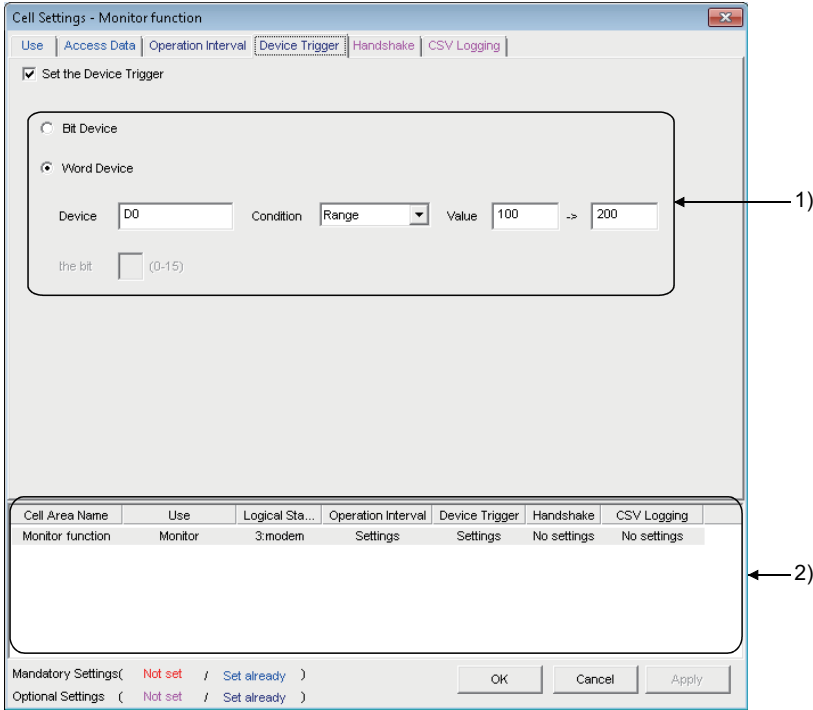 Cell Settings - Monitor function
Use Access Data Operation Interval Device Trigger Handshake CSV Logging
Set the Device Trigger
Bit Device
Word Device
1)
Device D0 Condition Range Value 100 -> 200
the bit (0-15)
Cell Area Name Use Logical Sta... Operation Interval Device Trigger Handshake CSV Logging
Monitor function Monitor 3:modem Settings Settings No settings No settings
2)
Mandatory Settings( Not set / Set already )
OK Cancel Apply
Optional Settings ( Not set / Set already )